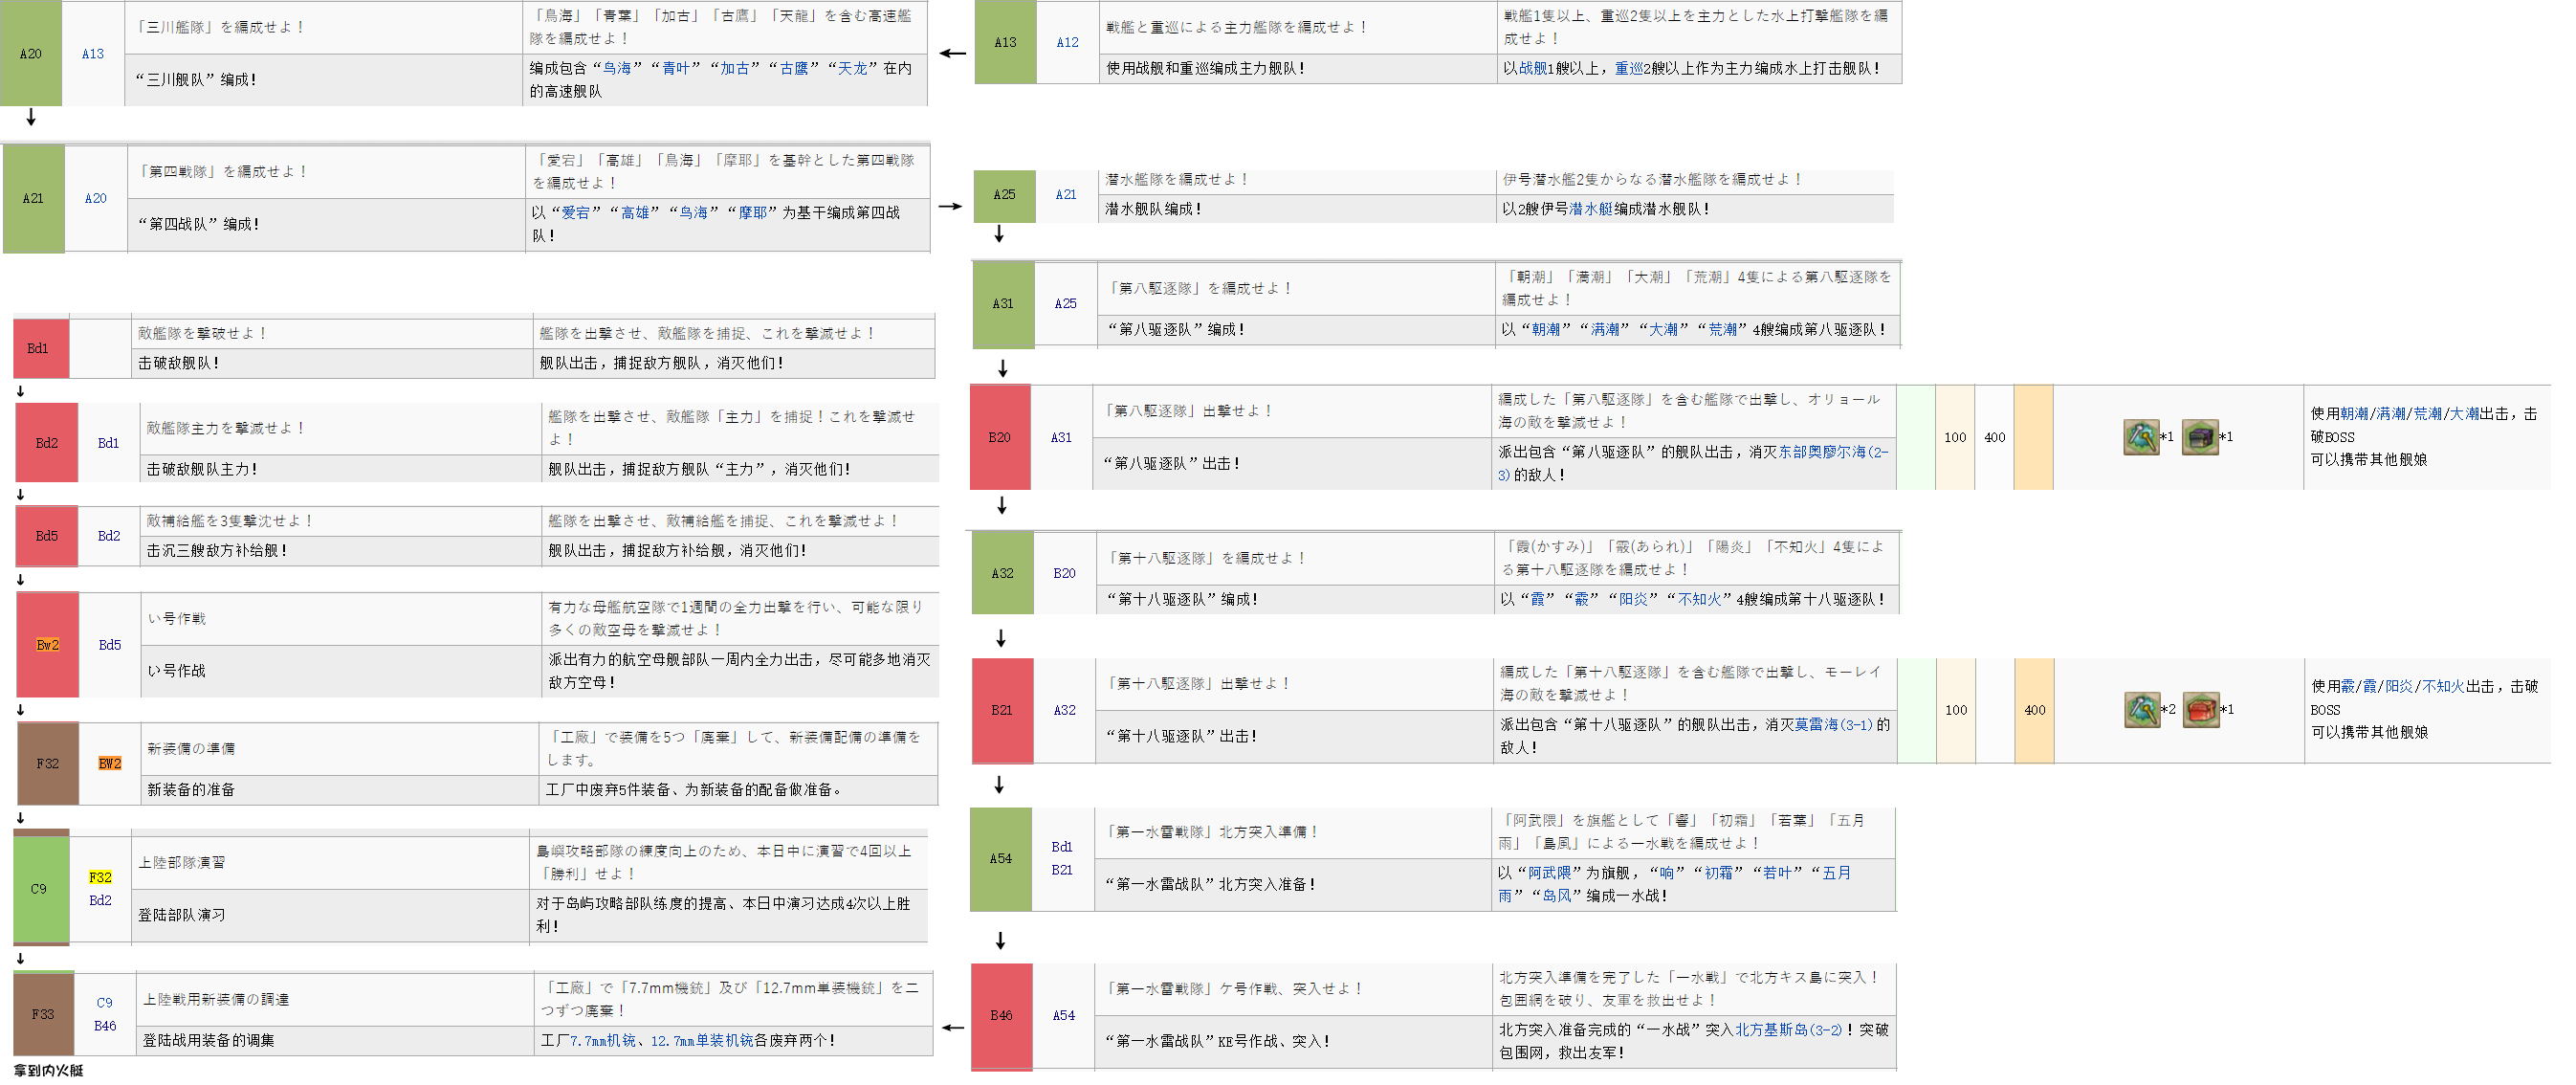 A20
A13
「三川艦隊」を編成せよ！
「鳥海」「青葉」「加古」「古鷹」「天龍」を含む高速艦
隊を編成せよ！
“三川舰队”编成!
编成包含“鸟海”“青叶”“加古”“古鹰”“天龙”在内
的高速舰队
A13
A12
戦艦と重巡による主力艦隊を編成せよ！
戦艦1隻以上、重巡2隻以上を主力とした水上打撃艦隊を編
成せよ！
使用战舰和重巡编成主力舰队!
以战舰1艘以上，重巡2艘以上作为主力编成水上打击舰队!
A21
A20
「第四戦隊」を編成せよ！
「愛宕」「高雄」「鳥海」「摩耶」を基幹とした第四戦隊
を編成せよ！
“第四战队”编成!
以“爱宕”“高雄”“鸟海”“摩耶”为基干编成第四战
队!
A25
A21
潜水艦隊を編成せよ！
伊号潜水艦2隻からなる潜水艦隊を編成せよ！
潜水舰队编成!
以2艘伊号潜水艇编成潜水舰队!
A31
A25
「第八駆逐隊」を編成せよ！
「朝潮」「満潮」「大潮」「荒潮」4隻による第八駆逐隊を
編成せよ！
“第八驱逐队”编成!
以“朝潮”“满潮”“大潮”“荒潮”4艘编成第八驱逐队!
Bd1
敵艦隊を撃破せよ！
艦隊を出撃させ、敵艦隊を捕捉、これを撃滅せよ！
击破敌舰队!
舰队出击，捕捉敌方舰队，消灭他们!
Bd2
Bd1
敵艦隊主力を撃滅せよ！
艦隊を出撃させ、敵艦隊「主力」を捕捉！これを撃滅せ
よ！
击破敌舰队主力!
舰队出击，捕捉敌方舰队“主力”，消灭他们!
B20
A31
「第八駆逐隊」出撃せよ！
編成した「第八駆逐隊」を含む艦隊で出撃し、オリョール
海の敵を撃滅せよ！
“第八驱逐队”出击!
派出包含“第八驱逐队”的舰队出击，消灭东部奥廖尔海(2-
3)的敌人!
100
400
*1
*1
使用朝潮/满潮/荒潮/大潮出击，击
破BOSS
可以携带其他舰娘
Bd5
Bd2
敵補給艦を3隻撃沈せよ！
艦隊を出撃させ、敵補給艦を捕捉、これを撃滅せよ！
击沉三艘敌方补给舰!
舰队出击，捕捉敌方补给舰，消灭他们!
A32
B20
「第十八駆逐隊」を編成せよ！
「霞(かすみ)」「霰(あられ)」「陽炎」「不知火」4隻によ
る第十八駆逐隊を編成せよ！
“第十八驱逐队”编成!
以“霞”“霰”“阳炎”“不知火”4艘编成第十八驱逐队!
Bw2
Bd5
い号作戦
有力な母艦航空隊で1週間の全力出撃を行い、可能な限り
多くの敵空母を撃滅せよ！
い号作战
派出有力的航空母舰部队一周内全力出击，尽可能多地消灭
敌方空母!
B21
A32
「第十八駆逐隊」出撃せよ！
編成した「第十八駆逐隊」を含む艦隊で出撃し、モーレイ
海の敵を撃滅せよ！
“第十八驱逐队”出击!
派出包含“第十八驱逐队”的舰队出击，消灭莫雷海(3-1)的
敌人!
100
400
*2
*1
使用霰/霞/阳炎/不知火出击，击破
BOSS
可以携带其他舰娘
F32
BW2
新装備の準備
「工廠」で装備を5つ「廃棄」して、新装備配備の準備を
します。
新装备的准备
工厂中废弃5件装备、为新装备的配备做准备。
C9
F32
Bd2
上陸部隊演習
島嶼攻略部隊の練度向上のため、本日中に演習で4回以上
「勝利」せよ！
登陆部队演习
对于岛屿攻略部队练度的提高、本日中演习达成4次以上胜
利!
A54
Bd1
B21
「第一水雷戦隊」北方突入準備！
「阿武隈」を旗艦として「響」「初霜」「若葉」「五月
雨」「島風」による一水戦を編成せよ！
“第一水雷战队”北方突入准备!
以“阿武隈”为旗舰，“响”“初霜”“若叶”“五月
雨”“岛风”编成一水战!
F33
C9
B46
上陸戦用新装備の調達
「工廠」で「7.7mm機銃」及び「12.7mm単装機銃」を二
つずつ廃棄！
登陆战用装备的调集
工厂7.7mm机铳、12.7mm单装机铳各废弃两个!
B46
A54
「第一水雷戦隊」ケ号作戦、突入せよ！
北方突入準備を完了した「一水戦」で北方キス島に突入！
包囲網を破り、友軍を救出せよ！
“第一水雷战队”KE号作战、突入!
北方突入准备完成的“一水战”突入北方基斯岛(3-2)！突破
包围网，救出友军!
拿到内火艇